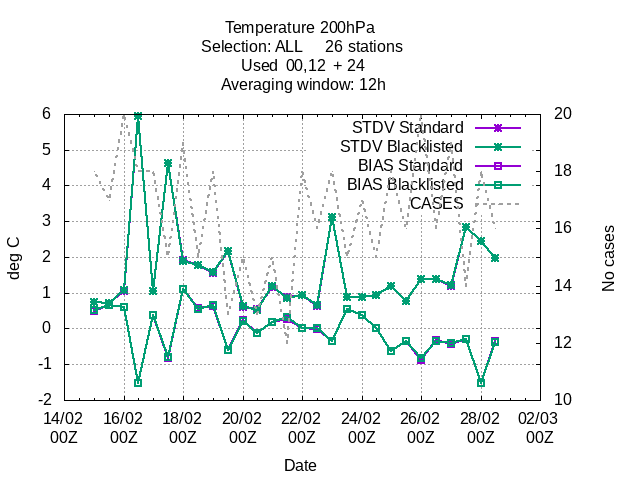 Temperature 200hPa
Selection: ALL 26 stations
Used 00,12 + 24
Averaging window: 12h
STDV Standard
STDV Blacklisted
BIAS Standard
BIAS Blacklisted
CASES
deg C
6
5
4
3
2
1
0
-1
-2
20
18
16
14
12
10
No cases
14/02 16/02 18/02 20/02 22/02 24/02 26/02 28/02 02/03
00Z 00Z 00Z 00Z 00Z 00Z 00Z 00Z 00Z
Date